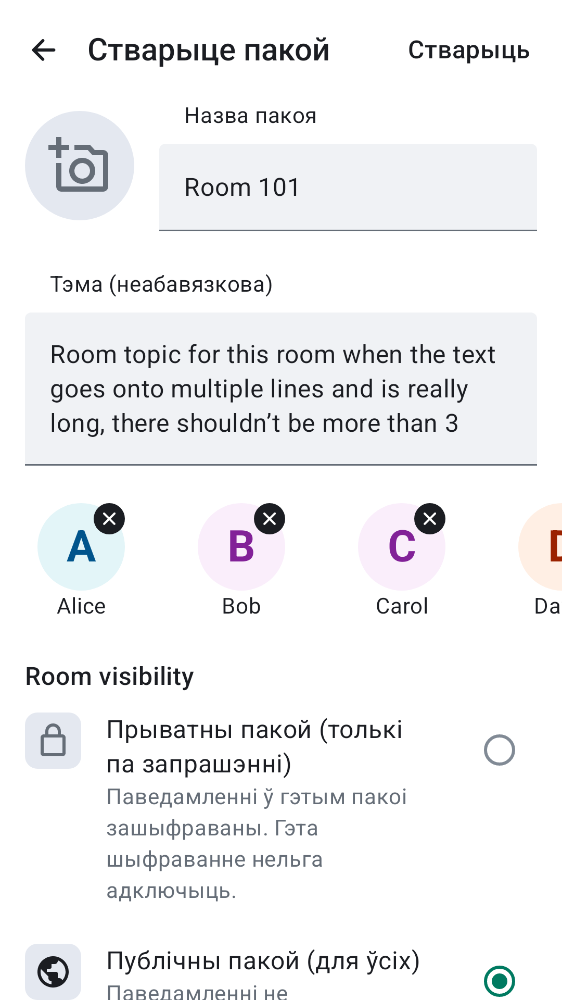 Стварыце пакой
Стварыць
Назва пакоя
Room 101
Тэма (неабавязкова)
Room topic for this room when the text
goes onto multiple lines and is really
long, there shouldn’t be more than 3
A
B
C
D
Alice
Bob
Carol
Da
Room visibility
Прыватны пакой (толькі
па запрашэнні)
Паведамленні ў гэтым пакоі
зашыфраваны. Гэта
шыфраванне нельга
адключыць.
Публічны пакой (для ўсіх)
Паведамленні не